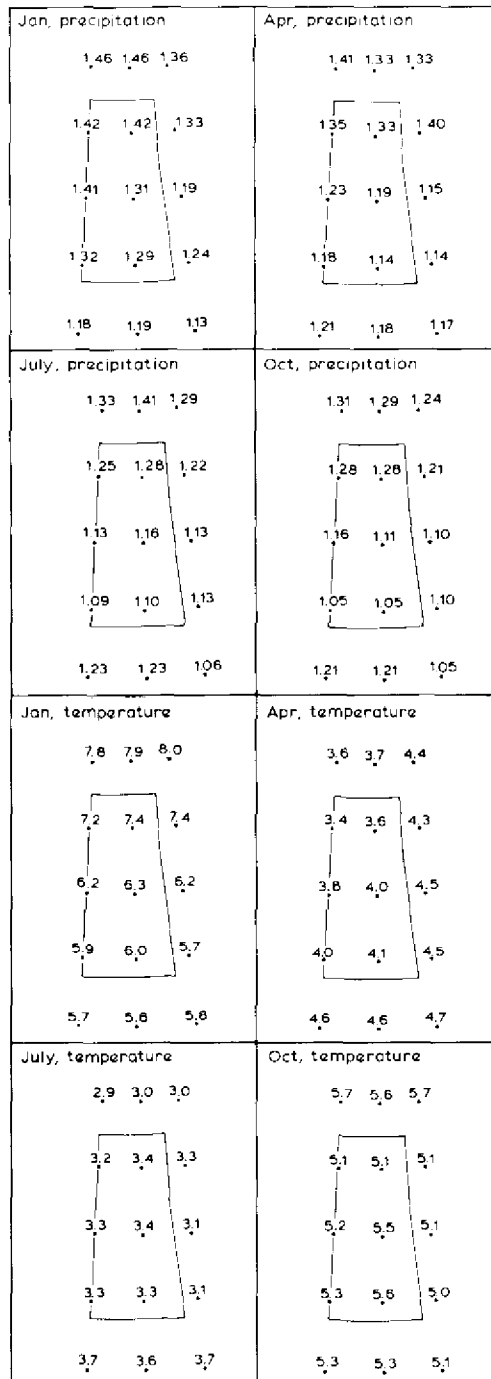 Jan, precipitation
1.46 1.46 1.36
1.42 1.42 1.33
1.41 1.31 1.19
1.32 1.29 1.24
1.18 1.19 1.13
Apr, precipitation
1.41 1.33 1.33
1.35 1.33 1.40
1.23 1.19 1.15
1.18 1.14 1.14
1.21 1.18 1.17
July, precipitation
1.33 1.41 1.29
1.25 1.28 1.22
1.13 1.16 1.13
1.09 1.10 1.13
1.23 1.23 1.06
Oct, precipitation
1.31 1.29 1.24
1.28 1.28 1.21
1.16 1.11 1.10
1.05 1.05 1.10
1.21 1.21 1.05
Jan, temperature
7.8 7.9 8.0
7.2 7.4 7.4
6.2 6.3 6.2
5.9 6.0 5.7
5.7 5.6 5.8
Apr, temperature
3.6 3.7 4.4
3.4 3.6 4.3
3.8 4.0 4.5
4.0 4.1 4.5
4.6 4.6 4.7
July, temperature
2.9 3.0 3.0
3.2 3.4 3.3
3.3 3.4 3.1
3.3 3.3 3.1
3.7 3.6 3.7
Oct, temperature
5.7 5.6 5.7
5.1 5.1 5.1
5.2 5.5 5.1
5.3 5.6 5.0
5.3 5.3 5.1